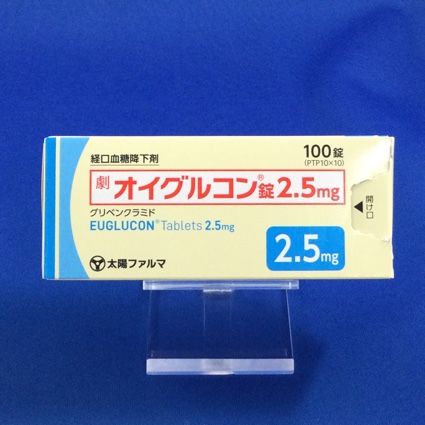 経口血糖降下剤
100錠
(PTP10×10)
劇 オイグルコン®錠2.5mg
グリベンクラミド
EUGLUCON® Tablets 2.5mg
開け口
2.5mg
太陽ファルマ